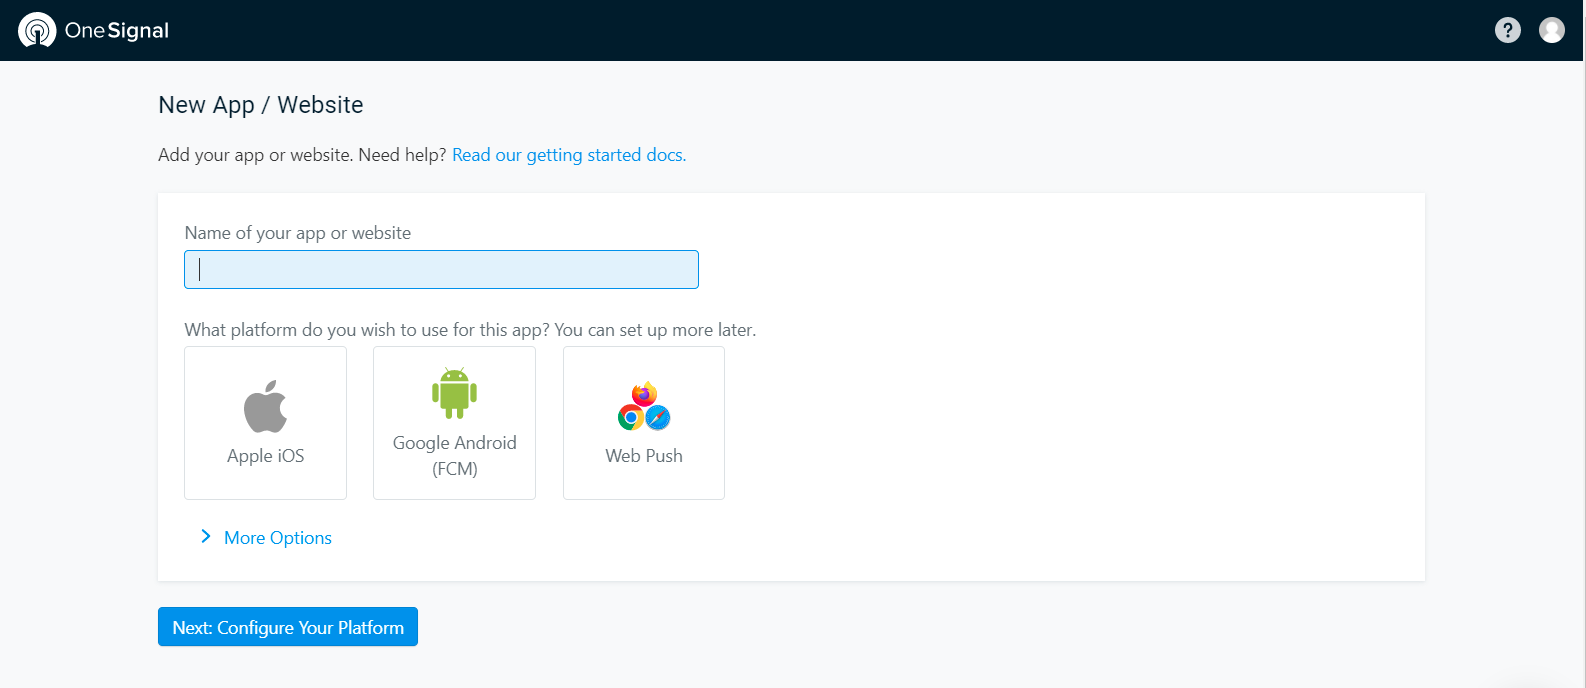 OneSignal
?
New App / Website
Add your app or website. Need help? Read our getting started docs.
Name of your app or website
What platform do you wish to use for this app? You can set up more later.
Apple iOS
Google Android
(FCM)
Web Push
More Options
Next: Configure Your Platform